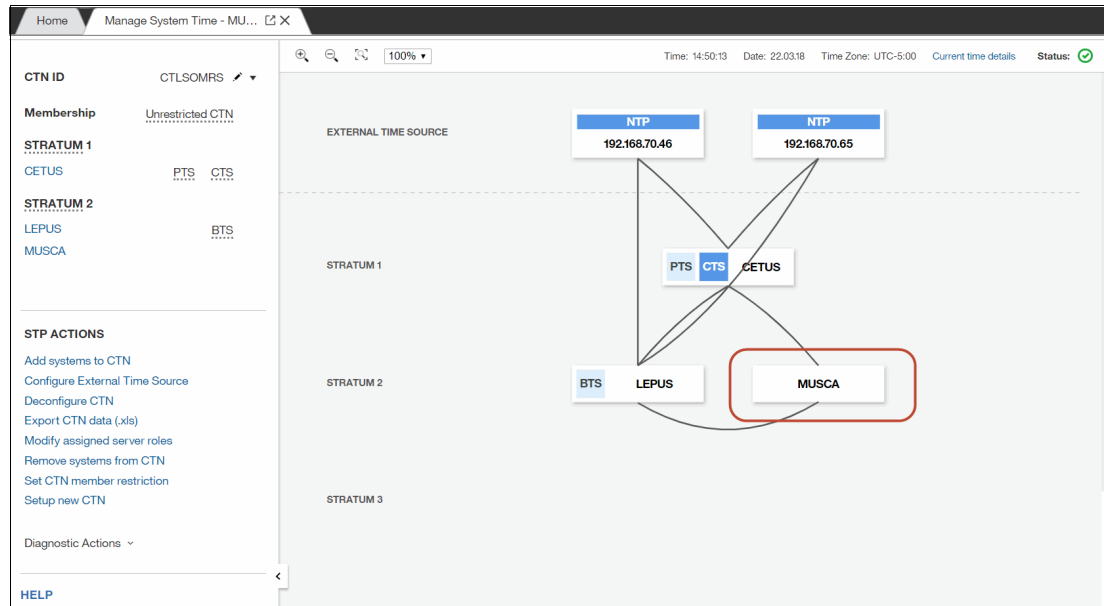 Home
Manage System Time - MU...
100%
Time: 14:50:13 Date: 22.03.18 Time Zone: UTC-5:00 Current time details Status:
CTN ID CTLSOMRS
Membership Unrestricted CTN
STRATUM 1
CETUS PTS CTS
STRATUM 2
LEPUS BTS
MUSCA
STP ACTIONS
Add systems to CTN
Configure External Time Source
Deconfigure CTN
Export CTN data (.xls)
Modify assigned server roles
Remove systems from CTN
Set CTN member restriction
Setup new CTN
Diagnostic Actions
HELP
EXTERNAL TIME SOURCE
NTP
192.168.70.46
NTP
192.168.70.65
STRATUM 1
PTS CTS CETUS
STRATUM 2
BTS LEPUS
MUSCA
STRATUM 3